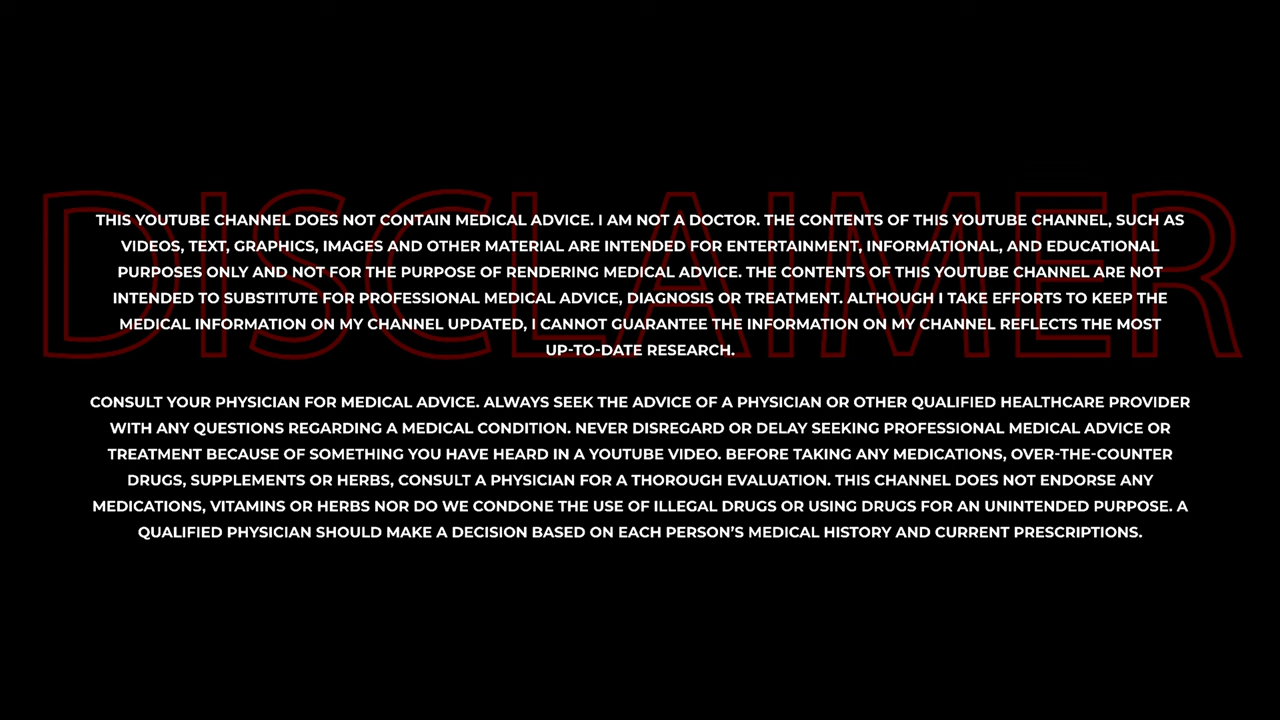 DISCLAIMER
THIS YOUTUBE CHANNEL DOES NOT CONTAIN MEDICAL ADVICE. I AM NOT A DOCTOR. THE CONTENTS OF THIS YOUTUBE CHANNEL, SUCH AS
VIDEOS, TEXT, GRAPHICS, IMAGES AND OTHER MATERIAL ARE INTENDED FOR ENTERTAINMENT, INFORMATIONAL, AND EDUCATIONAL
PURPOSES ONLY AND NOT FOR THE PURPOSE OF RENDERING MEDICAL ADVICE. THE CONTENTS OF THIS YOUTUBE CHANNEL ARE NOT
INTENDED TO SUBSTITUTE FOR PROFESSIONAL MEDICAL ADVICE, DIAGNOSIS OR TREATMENT. ALTHOUGH I TAKE EFFORTS TO KEEP THE
MEDICAL INFORMATION ON MY CHANNEL UPDATED, I CANNOT GUARANTEE THE INFORMATION ON MY CHANNEL REFLECTS THE MOST
UP-TO-DATE RESEARCH.
CONSULT YOUR PHYSICIAN FOR MEDICAL ADVICE. ALWAYS SEEK THE ADVICE OF A PHYSICIAN OR OTHER QUALIFIED HEALTHCARE PROVIDER
WITH ANY QUESTIONS REGARDING A MEDICAL CONDITION. NEVER DISREGARD OR DELAY SEEKING PROFESSIONAL MEDICAL ADVICE OR
TREATMENT BECAUSE OF SOMETHING YOU HAVE HEARD IN A YOUTUBE VIDEO. BEFORE TAKING ANY MEDICATIONS, OVER-THE-COUNTER
DRUGS, SUPPLEMENTS OR HERBS, CONSULT A PHYSICIAN FOR A THOROUGH EVALUATION. THIS CHANNEL DOES NOT ENDORSE ANY
MEDICATIONS, VITAMINS OR HERBS NOR DO WE CONDONE THE USE OF ILLEGAL DRUGS OR USING DRUGS FOR AN UNINTENDED PURPOSE. A
QUALIFIED PHYSICIAN SHOULD MAKE A DECISION BASED ON EACH PERSON'S MEDICAL HISTORY AND CURRENT PRESCRIPTIONS.